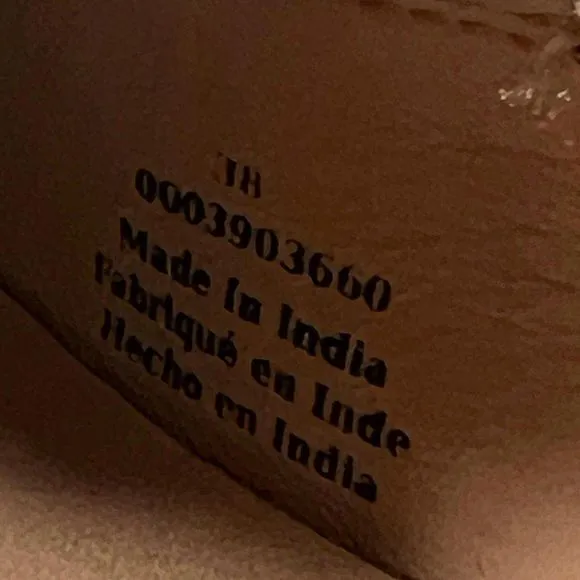 0003903660
Made in India
Fabriqué en Inde
Hecho en India